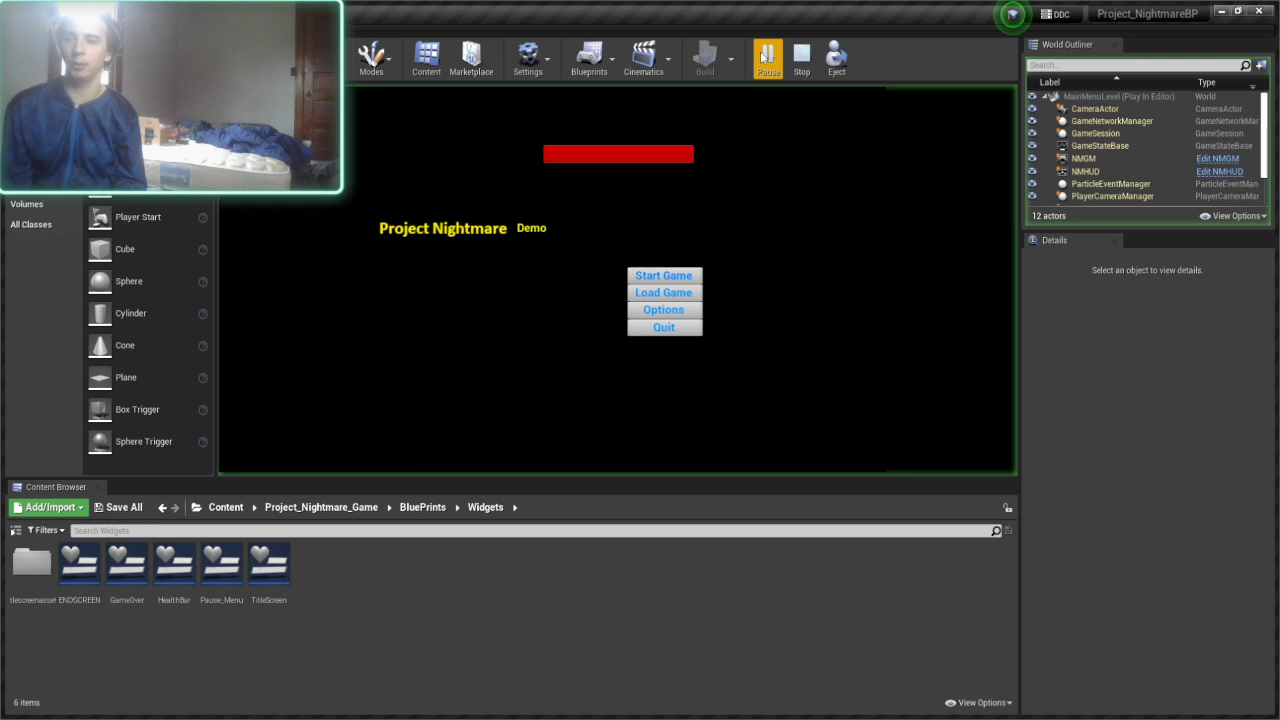 DDC
Project_NightmareBP
Modes
Content
Marketplace
Settings
Blueprints
Cinematics
Build
Pause
Stop
Eject
World Outliner
Search...
Label
Type
MainMenuLevel (Play In Editor)
World
CameraActor
CameraActor
GameNetworkManager
GameNetworkMar
GameSession
GameSession
GameStateBase
GameStateBase
NMGM
Edit NMGM
NMHUD
Edit NMHUD
ParticleEventManager
ParticleEventMan
PlayerCameraManager
PlayerCameraMar
12 actors
View Options
Details
Select an object to view details.
Volumes
All Classes
Player Start
Cube
Sphere
Cylinder
Cone
Plane
Box Trigger
Sphere Trigger
Project Nightmare Demo
Start Game
Load Game
Options
Quit
Content Browser
Add/Import
Save All
Content
Project_Nightmare_Game
BluePrints
Widgets
Filters
Search Widgets
tlescreenasset
ENDSCREEN
GameOver
HealthBar
Pause_Menu
TitleScreen
6 items
View Options